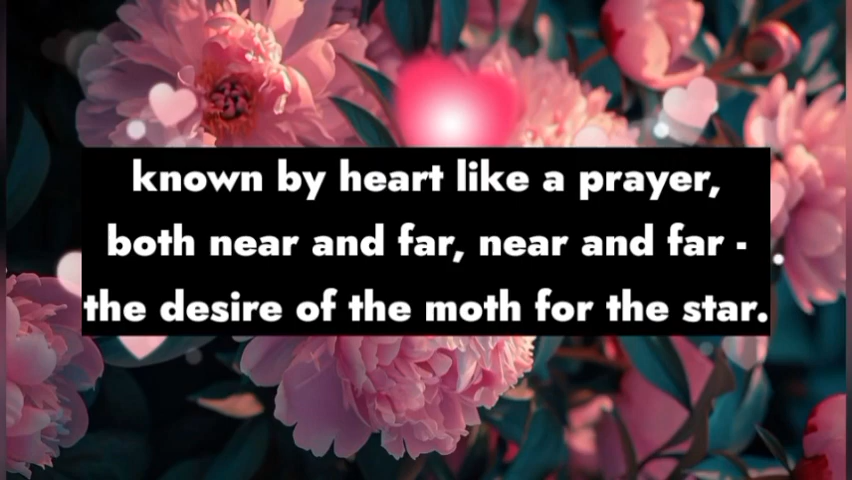 known by heart like a prayer,
both near and far, near and far -
the desire of the moth for the star.